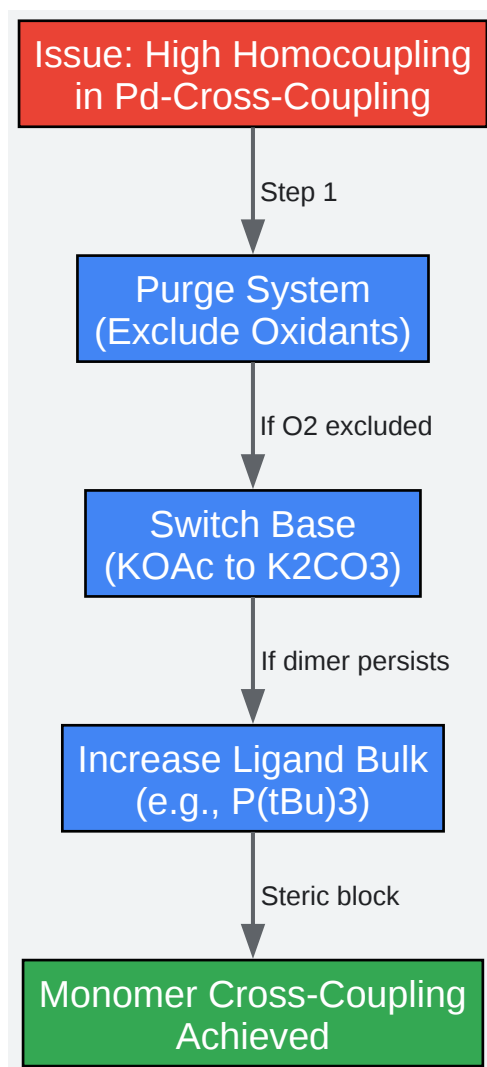 Issue: High Homocoupling
in Pd-Cross-Coupling
Step 1
Purge System
(Exclude Oxidants)
If O2 excluded
Switch Base
(KOAc to K2CO3)
If dimer persists
Increase Ligand Bulk
(e.g., P(tBu)3)
Steric block
Monomer Cross-Coupling
Achieved